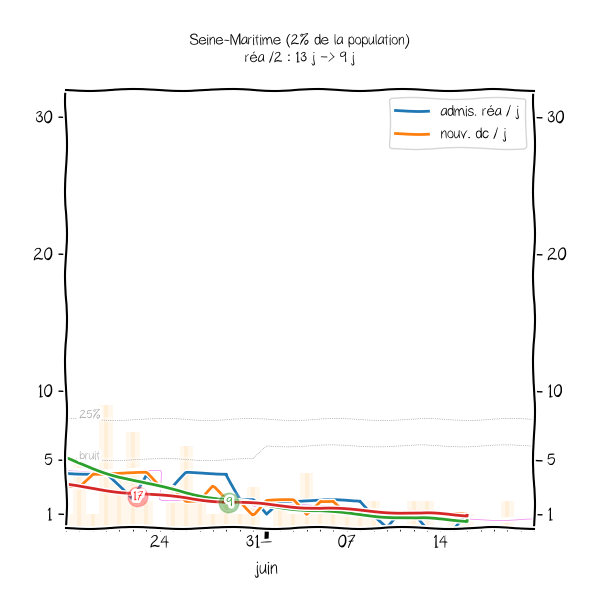 Seine-Maritime (2% de la population)
réa /2 : 13 j -> 9 j
admis. réa / j
nouv. dc / j
30
30
20
20
10
10
25%
bruit
5
5
17
9
1
1
24
31
07
14
juin